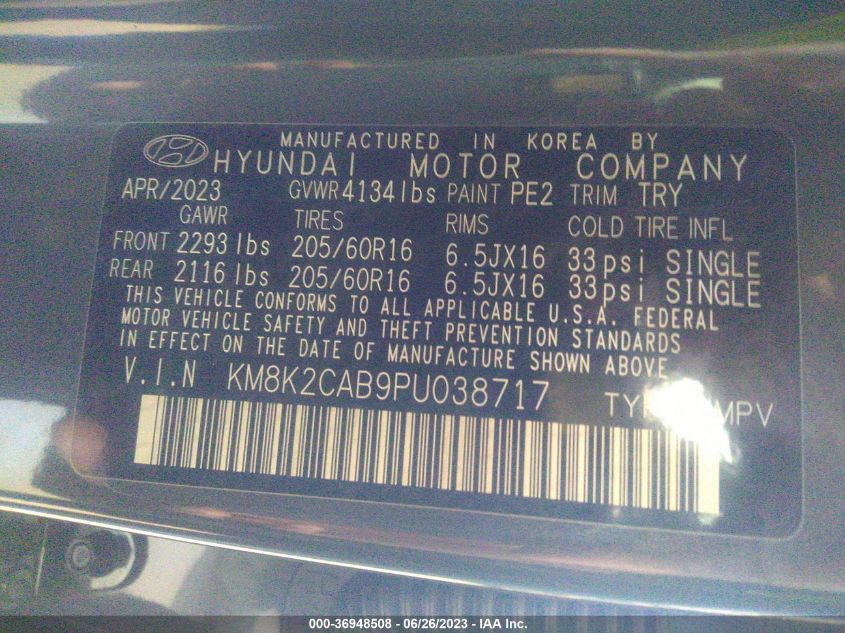 MANUFACTURED IN KOREA BY
HYUNDAI MOTOR COMPANY
APR/2023 GVWR 4134 lbs PAINT PE2 TRIM TRY
GAWR TIRES RIMS COLD TIRE INFL
FRONT 2293 lbs 205/60R16 6.5JX16 33 psi SINGLE
REAR 2116 lbs 205/60R16 6.5JX16 33 psi SINGLE
THIS VEHICLE CONFORMS TO ALL APPLICABLE U.S.A. FEDERAL
MOTOR VEHICLE SAFETY AND THEFT PREVENTION STANDARDS
IN EFFECT ON THE DATE OF MANUFACTURE SHOWN ABOVE
V.I.N KM8K2CAB9PU038717 MPV
000-36948508 - 06/26/2023 - IAA Inc.